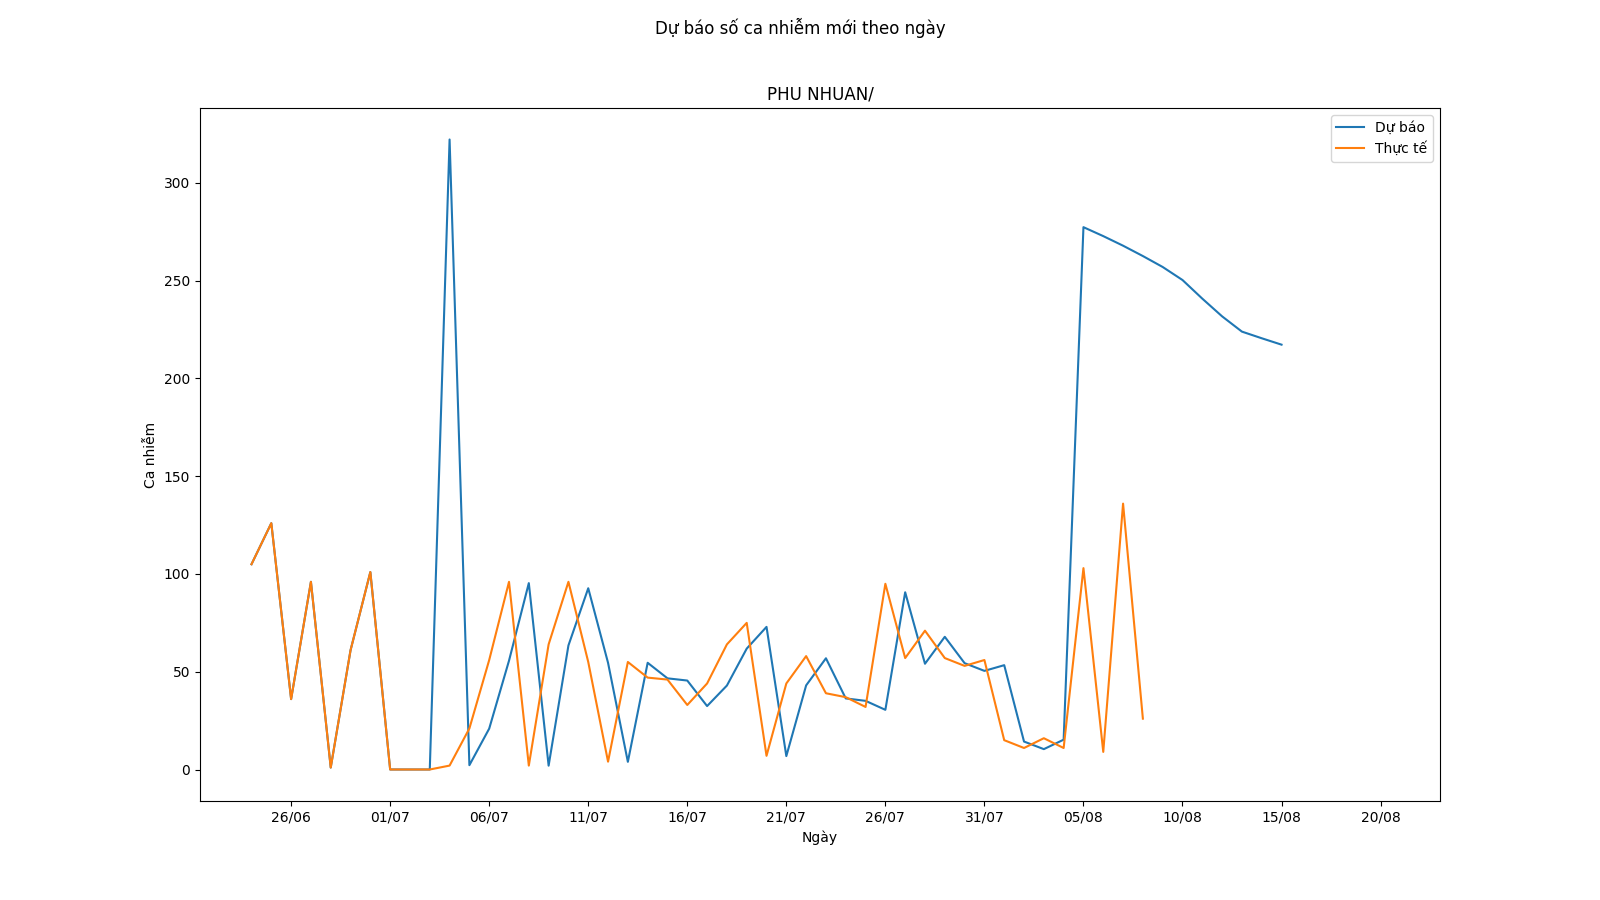 Dự báo số ca nhiễm mới theo ngày
PHU NHUAN/
Dự báo
Thực tế
300
250
200
150
100
50
0
Ca nhiễm
26/06 01/07 06/07 11/07 16/07 21/07 26/07 31/07 05/08 10/08 15/08 20/08
Ngày